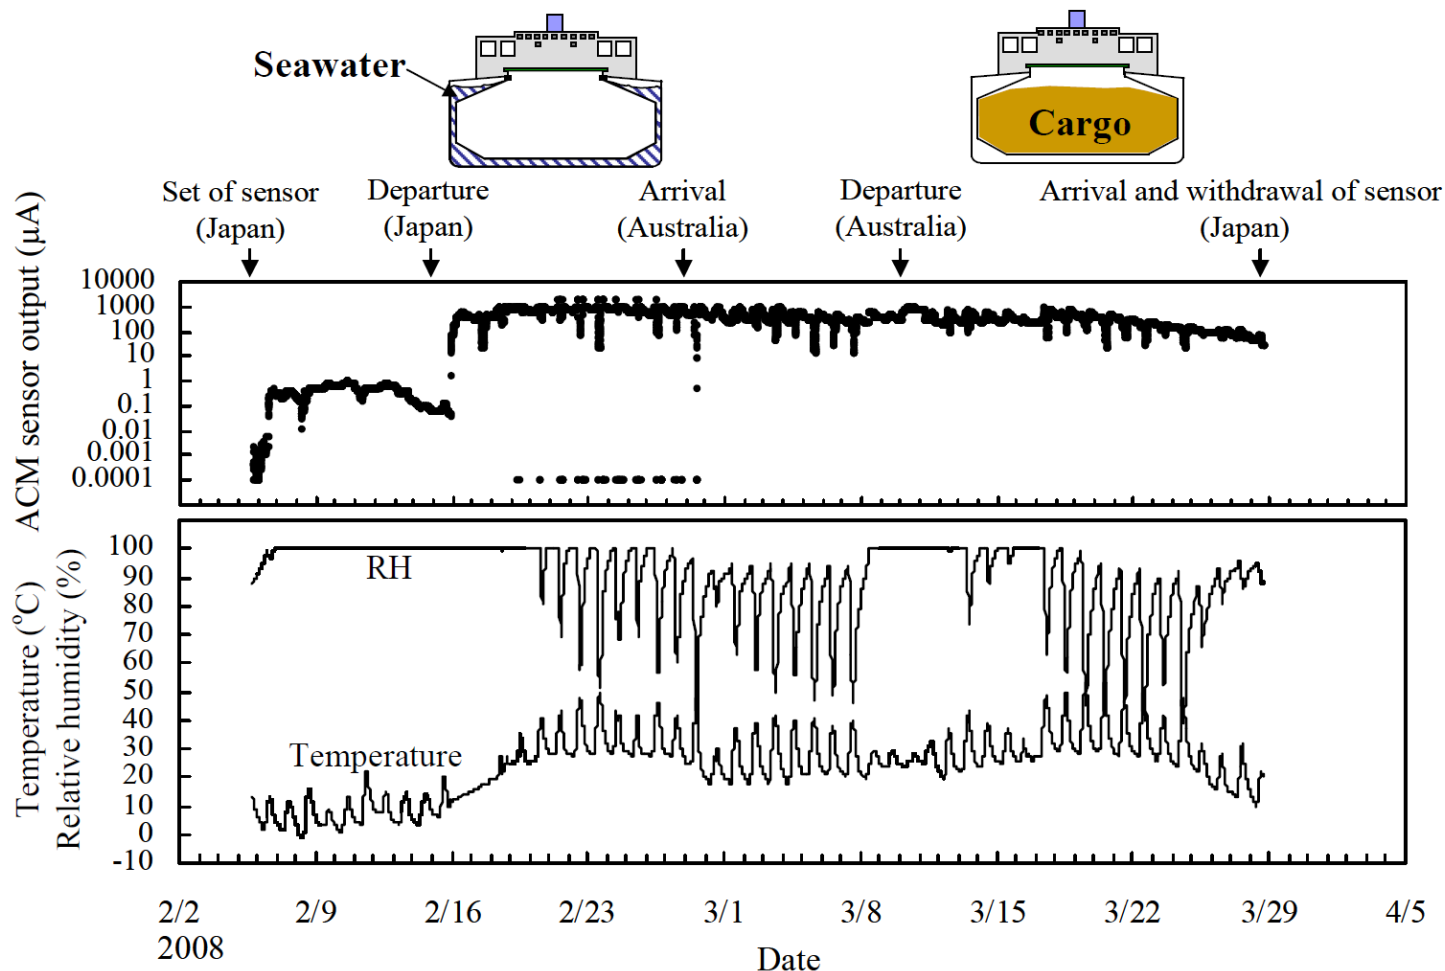 Seawater
Cargo
Set of sensor
(Japan)
Departure
(Japan)
Arrival
(Australia)
Departure
(Australia)
Arrival and withdrawal of sensor
(Japan)
ACM sensor output (μA)
10000
1000
100
10
1
0.1
0.01
0.001
0.0001
Temperature (°C)
Relative humidity (%)
100
90
80
70
60
50
40
30
20
10
0
-10
RH
Temperature
2/2
2/9
2/16
2/23
3/1
3/8
3/15
3/22
3/29
4/5
2008
Date